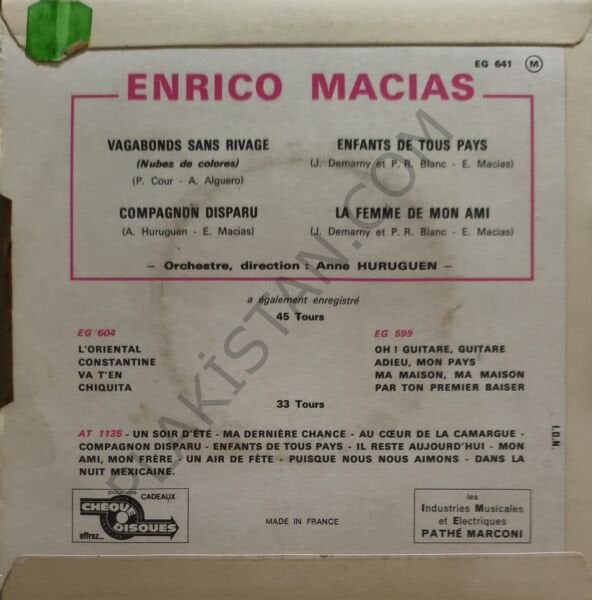 EG 641 M
ENRICO MACIAS
VAGABONDS SANS RIVAGE
(Nubes de colores)
(P. Cour - A. Alguero)
COMPAGNON DISPARU
(A. Huruguen - E. Macias)
ENFANTS DE TOUS PAYS
(J. Demarny et P. R. Blanc - E. Macias)
LA FEMME DE MON AMI
(J. Demarny et P. R. Blanc - E. Macias)
- Orchestre, direction : Anne HURUGUEN -
a également enregistré
45 Tours
EG 604
L'ORIENTAL
CONSTANTINE
VA T'EN
CHIQUITA
EG 599
OH ! GUITARE, GUITARE
ADIEU, MON PAYS
MA MAISON, MA MAISON
PAR TON PREMIER BAISER
33 Tours
AT 1135 - UN SOIR D'ÉTÉ - MA DERNIÈRE CHANCE - AU CŒUR DE LA CAMARGUE -
COMPAGNON DISPARU - ENFANTS DE TOUS PAYS - IL RESTE AUJOURD'HUI - MON
AMI, MON FRÈRE - UN AIR DE FÊTE - PUISQUE NOUS NOUS AIMONS - DANS LA
NUIT MEXICAINE.
I.D.N.
pour vos CADEAUX
CHEQUE
DISQUES
offrez...
MADE IN FRANCE
les
Industries Musicales
et Electriques
PATHÉ MARCONI
PLAKİSTAN.COM